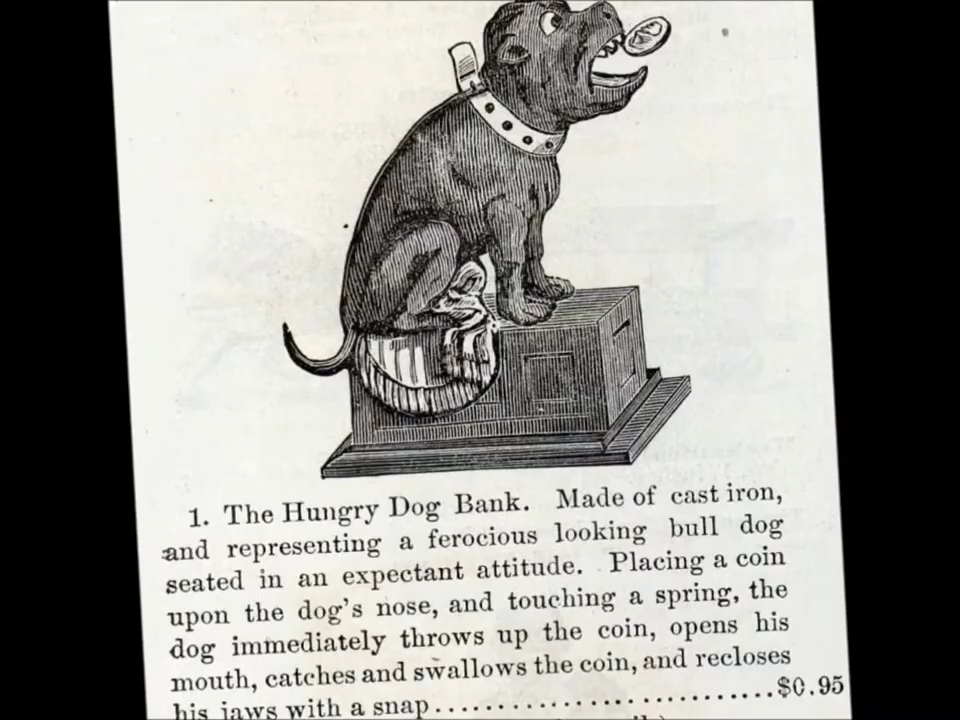 1. The Hungry Dog Bank. Made of cast iron,
and representing a ferocious looking bull dog
seated in an expectant attitude. Placing a coin
upon the dog's nose, and touching a spring, the
dog immediately throws up the coin, opens his
mouth, catches and swallows the coin, and recloses
his jaws with a snap..........................$0.95